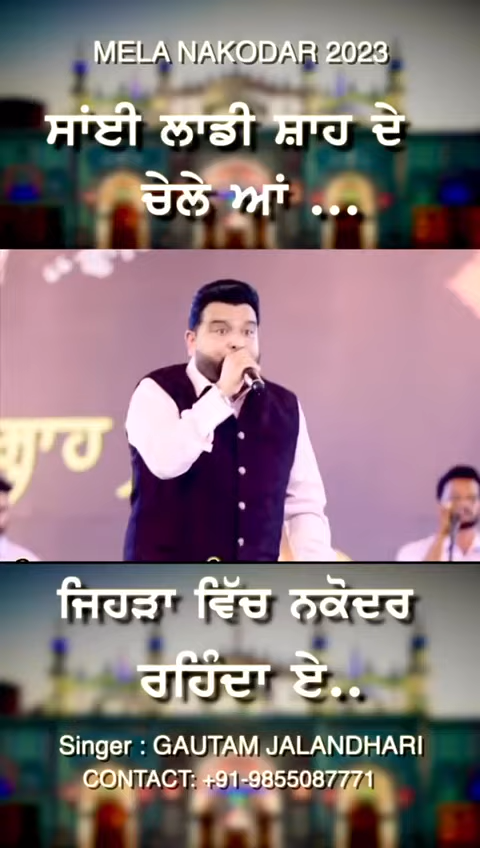 MELA NAKODAR 2023
ਸਾਂਈ ਲਾਡੀ ਸ਼ਾਹ ਦੇ
ਚੇਲੇ ਆਂ ...
ਜਿਹੜਾ ਵਿੱਚ ਨਕੋਦਰ
ਰਹਿੰਦਾ ਏ..
Singer : GAUTAM JALANDHARI
CONTACT: +91-9855087771